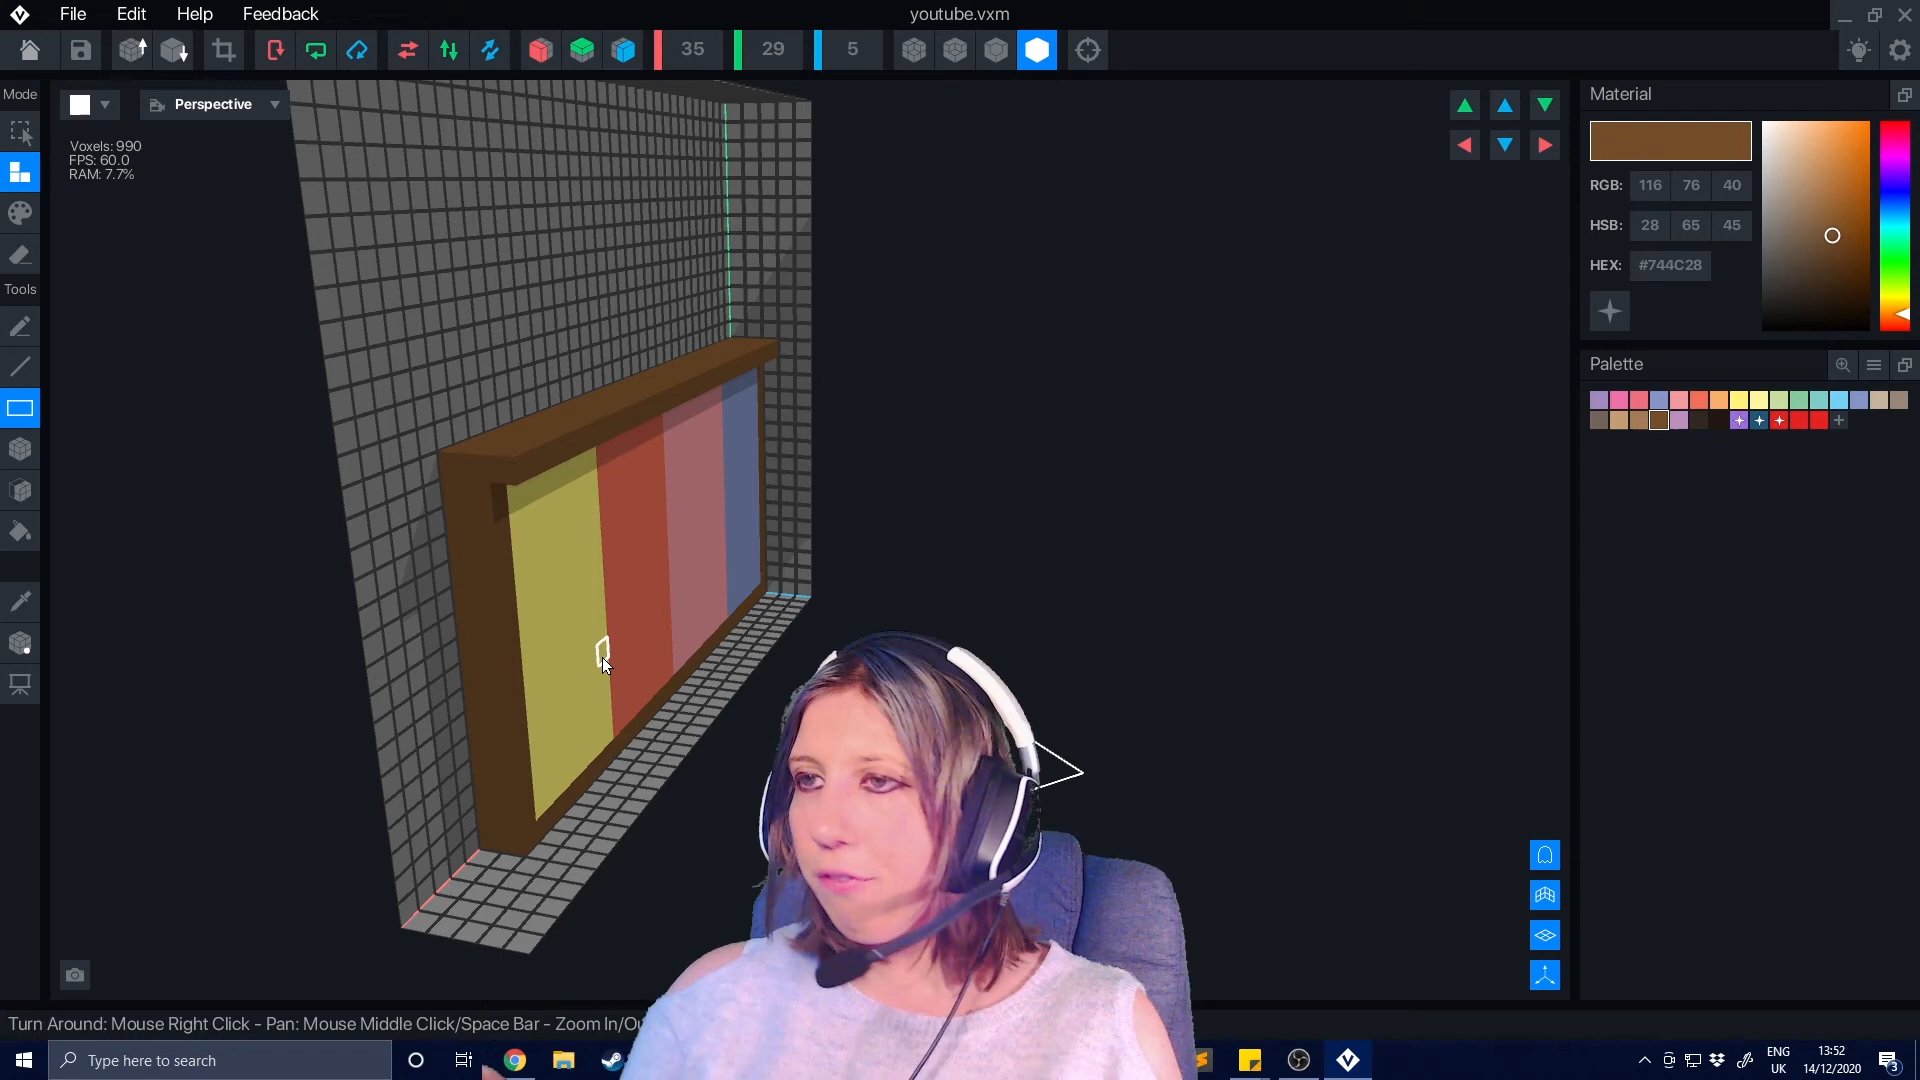 File Edit Help Feedback
youtube.vxm
35 29 5
Mode
Perspective
Voxels: 990
FPS: 60.0
RAM: 7.7%
Tools
Material
RGB: 116 76 40
HSB: 28 65 45
HEX: #744C28
Palette
Turn Around: Mouse Right Click - Pan: Mouse Middle Click/Space Bar - Zoom In/Ou
Type here to search
ENG
UK
13:52
14/12/2020
3